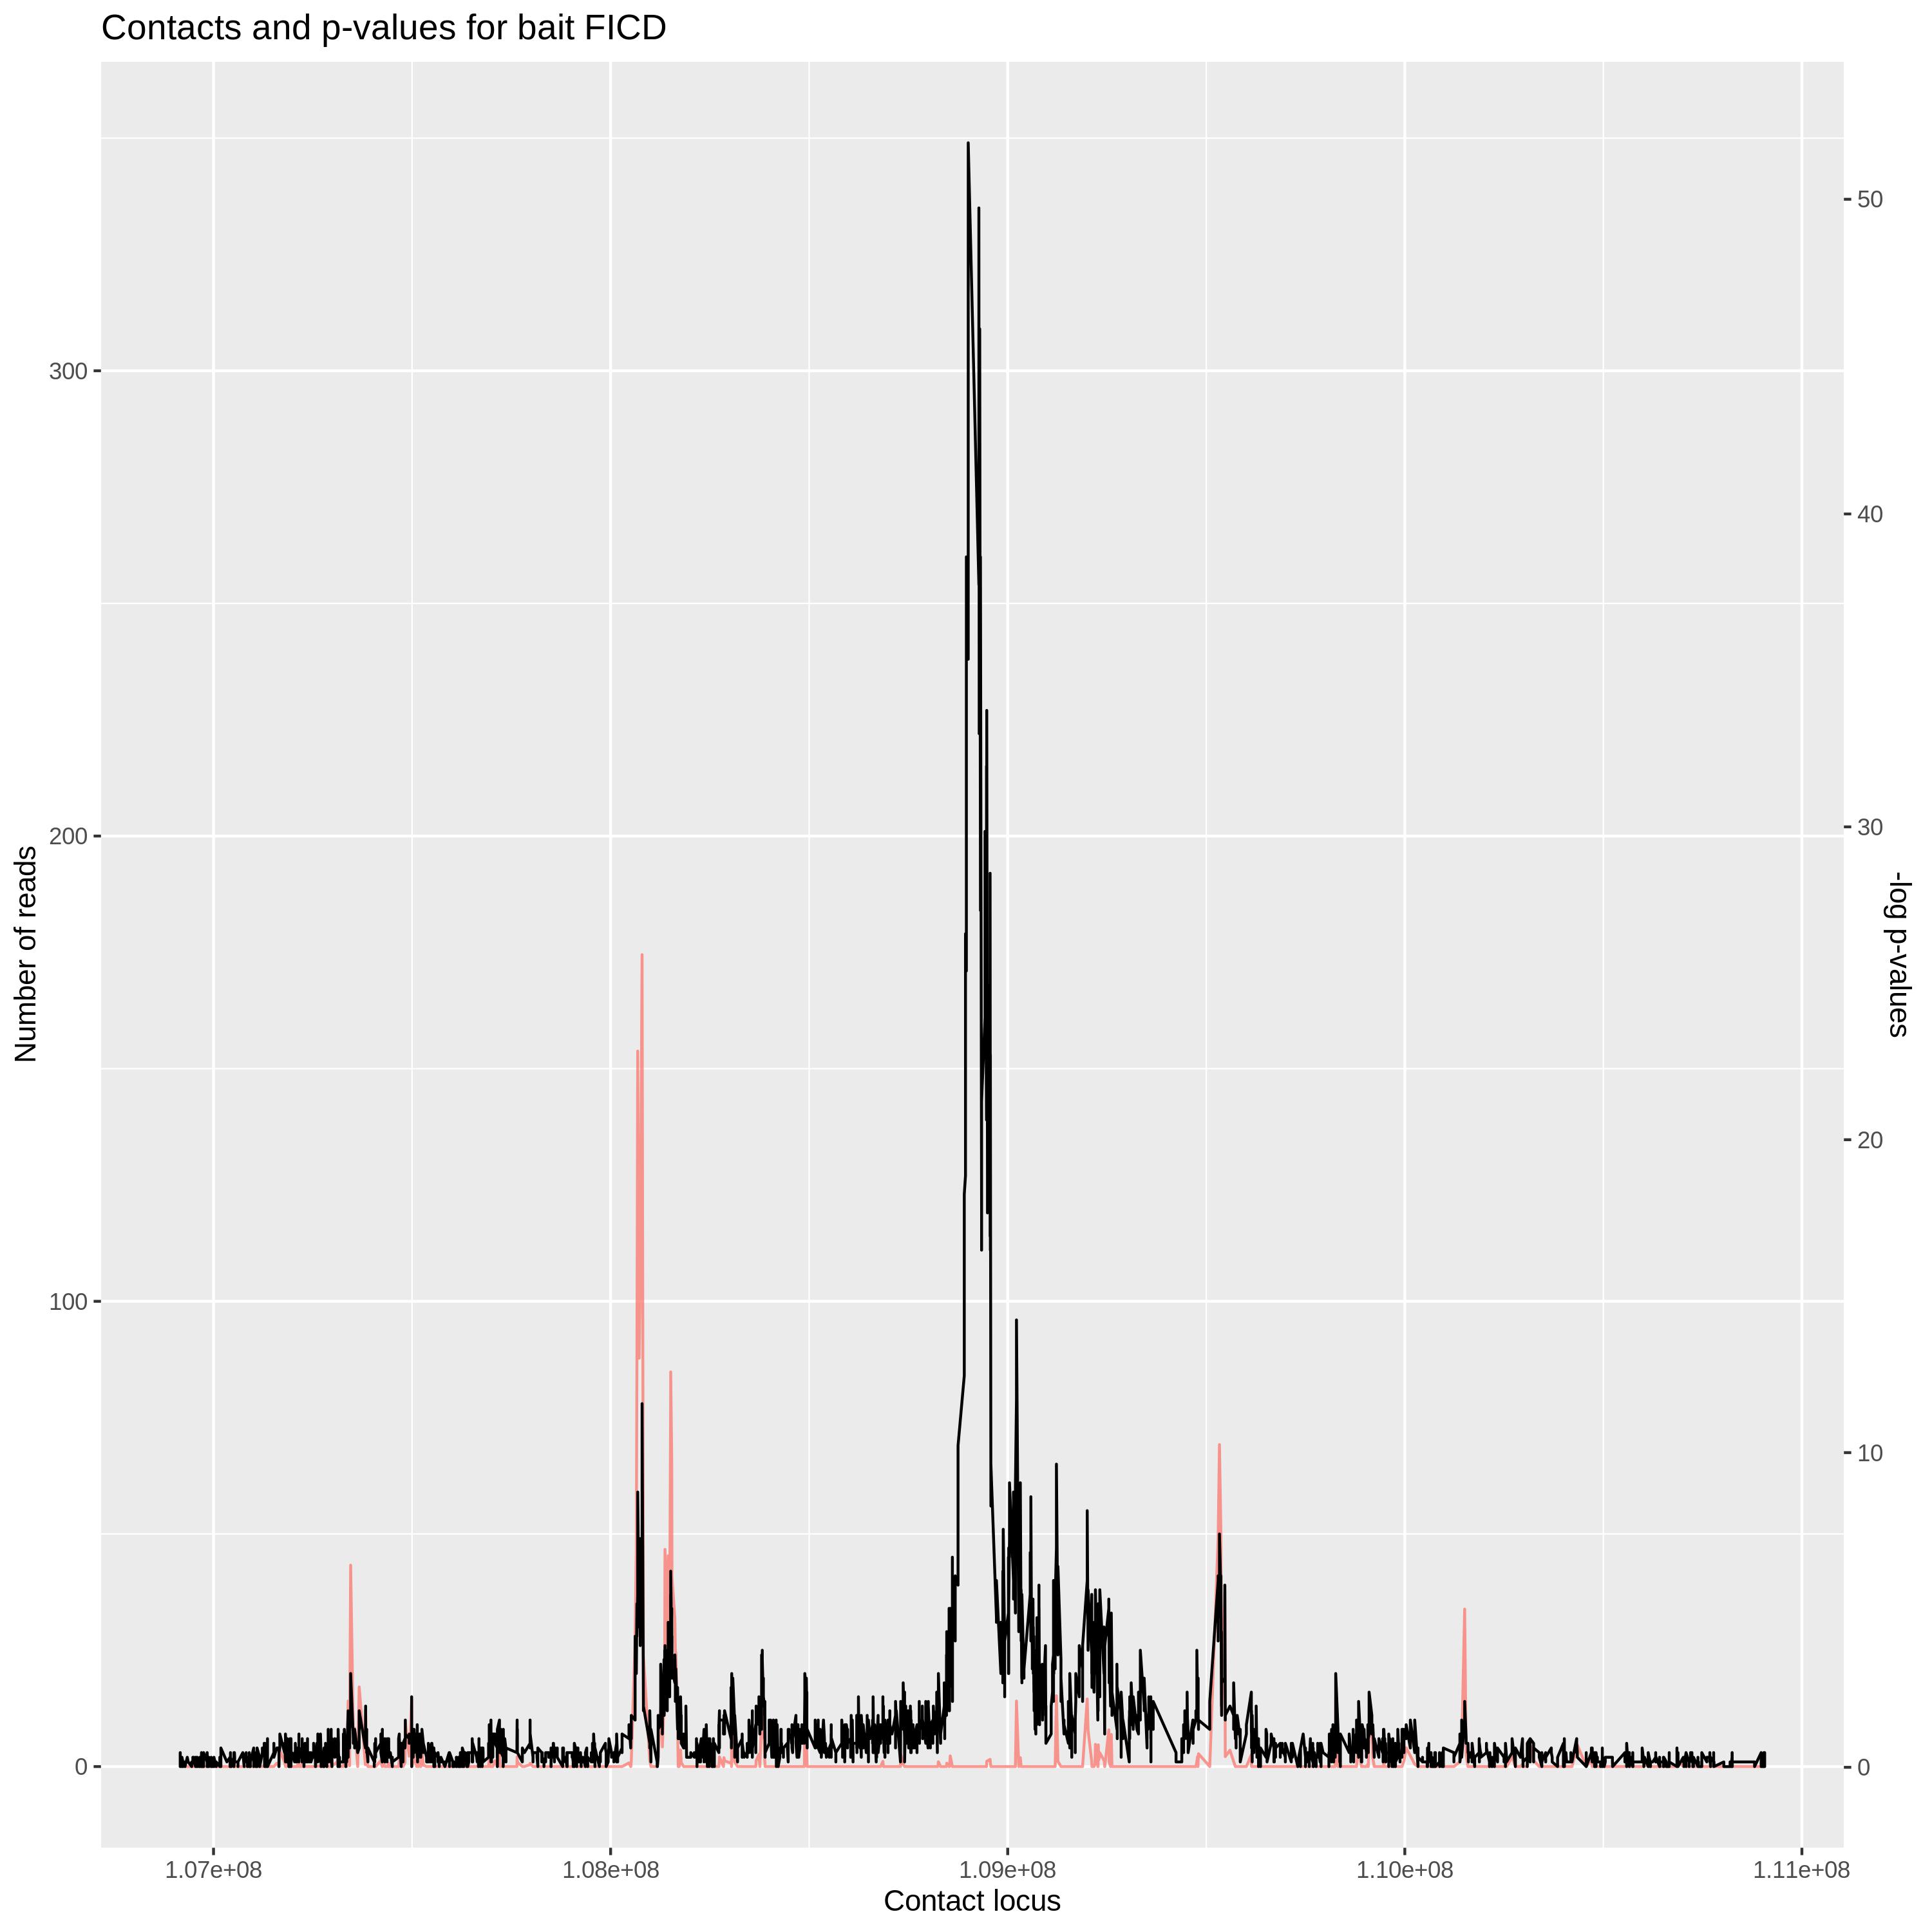 Contacts and p-values for bait FICD
Number of reads
300
200
100
0
50
40
30
20
10
0
-log p-values
1.07e+08 1.08e+08 1.09e+08 1.10e+08 1.11e+08
Contact locus